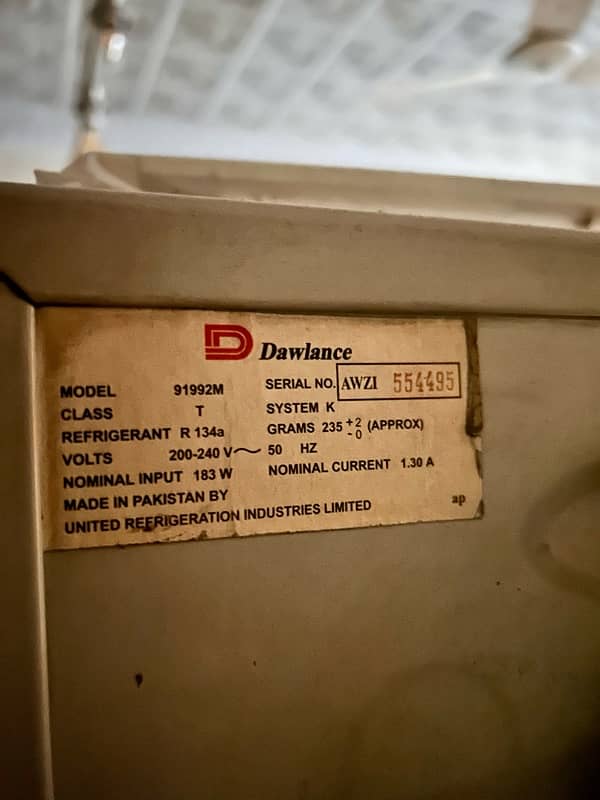 Dawlance
MODEL 91992M SERIAL NO. AWZI 554495
CLASS T SYSTEM K
REFRIGERANT R 134a GRAMS 235 +2 -0 (APPROX)
VOLTS 200-240 V~ 50 HZ
NOMINAL INPUT 183 W NOMINAL CURRENT 1.30 A
MADE IN PAKISTAN BY
UNITED REFRIGERATION INDUSTRIES LIMITED ap